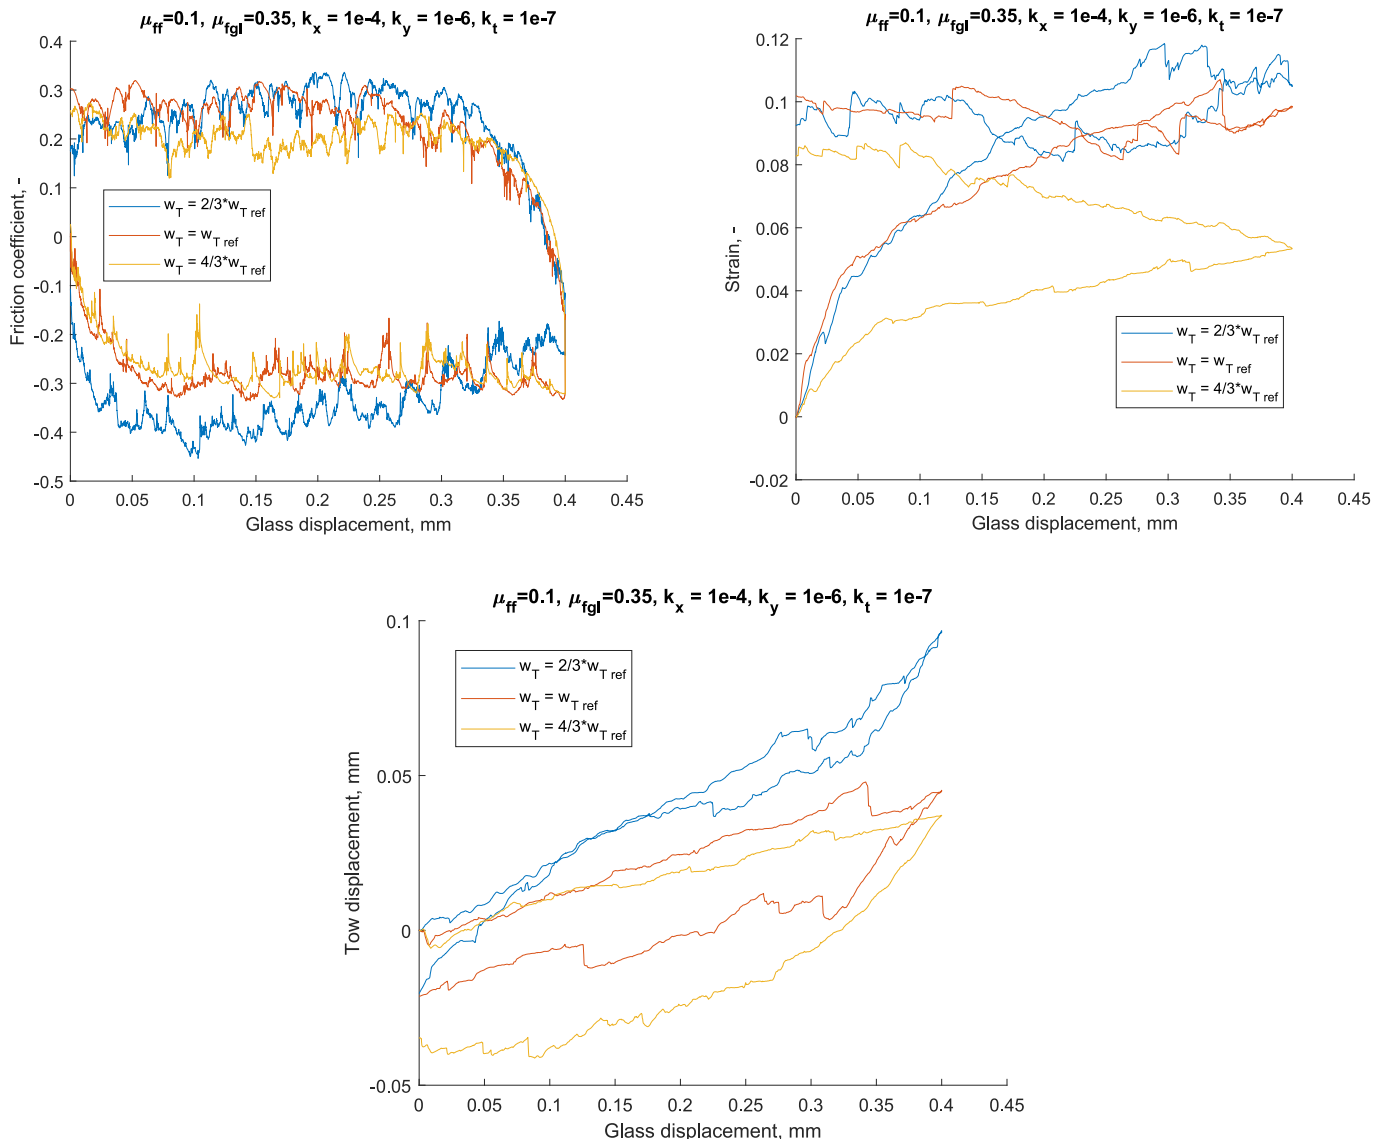 μff=0.1, μfgl=0.35, kx = 1e-4, ky = 1e-6, kt = 1e-7
0.4
0.3
0.2
0.1
0
-0.1
-0.2
-0.3
-0.4
-0.5
Friction coefficient, -
wT = 2/3*wT ref
wT = wT ref
wT = 4/3*wT ref
0 0.05 0.1 0.15 0.2 0.25 0.3 0.35 0.4 0.45
Glass displacement, mm
μff=0.1, μfgl=0.35, kx = 1e-4, ky = 1e-6, kt = 1e-7
0.12
0.1
0.08
0.06
0.04
0.02
0
-0.02
Strain, -
wT = 2/3*wT ref
wT = wT ref
wT = 4/3*wT ref
0 0.05 0.1 0.15 0.2 0.25 0.3 0.35 0.4 0.45
Glass displacement, mm
μff=0.1, μfgl=0.35, kx = 1e-4, ky = 1e-6, kt = 1e-7
0.1
0.05
0
-0.05
Tow displacement, mm
wT = 2/3*wT ref
wT = wT ref
wT = 4/3*wT ref
0 0.05 0.1 0.15 0.2 0.25 0.3 0.35 0.4 0.45
Glass displacement, mm